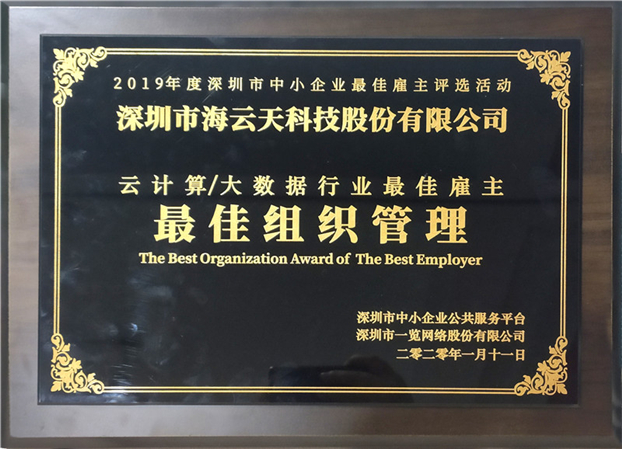 2019年度深圳市中小企业最佳雇主评选活动
深圳市海云天科技股份有限公司
云计算/大数据行业最佳雇主
最佳组织管理
The Best Organization Award of The Best Employer
深圳市中小企业公共服务平台
深圳市一览网络股份有限公司
二零二零年一月十一日